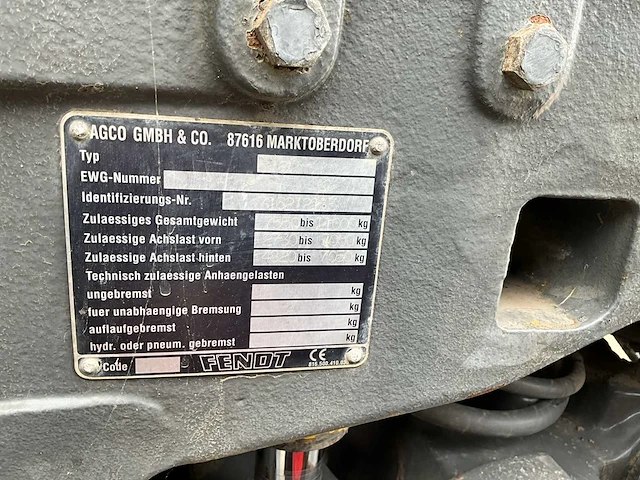 AGCO GMBH & CO. 87616 MARKTOBERDORF
Typ
EWG-Nummer
Identifizierungs-Nr.
Zulaessiges Gesamtgewicht bis kg
Zulaessige Achslast vorn bis kg
Zulaessige Achslast hinten bis kg
Technisch zulaessige Anhaengelasten
ungebremst kg
fuer unabhaengige Bremsung kg
auflaufgebremst kg
hydr. oder pneum. gebremst kg
Code FENDT CE